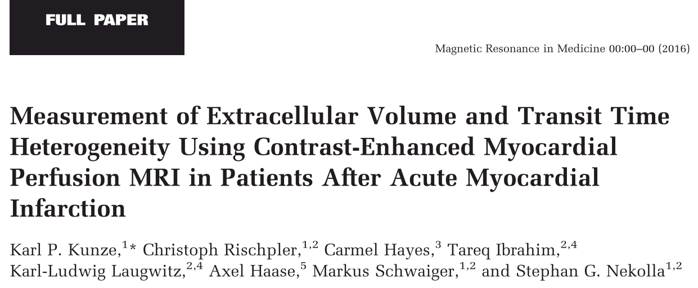 FULL PAPER
Magnetic Resonance in Medicine 00:00–00 (2016)
Measurement of Extracellular Volume and Transit Time
Heterogeneity Using Contrast-Enhanced Myocardial
Perfusion MRI in Patients After Acute Myocardial
Infarction
Karl P. Kunze,1* Christoph Rischpler,1,2 Carmel Hayes,3 Tareq Ibrahim,2,4
Karl-Ludwig Laugwitz,2,4 Axel Haase,5 Markus Schwaiger,1,2 and Stephan G. Nekolla1,2